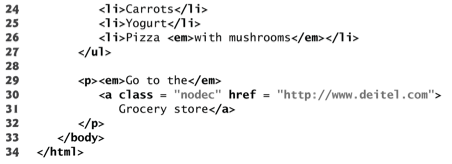 24 <li>Carrots</li>
25 <li>Yogurt</li>
26 <li>Pizza <em>with mushrooms</em></li>
27 </ul>
28
29 <p><em>Go to the</em>
30 <a class = "nodec" href = "http://www.deitel.com">
31 Grocery store</a>
32 </p>
33 </body>
34 </html>